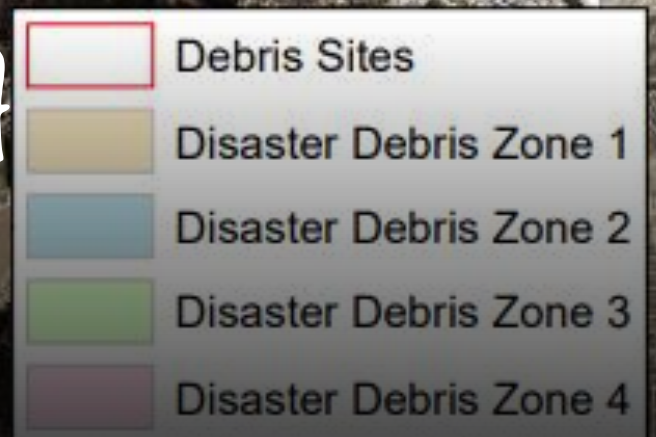 Debris Sites
Disaster Debris Zone 1
Disaster Debris Zone 2
Disaster Debris Zone 3
Disaster Debris Zone 4